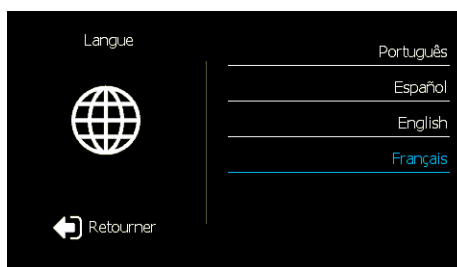 Langue
Retourner
Português
Español
English
Français